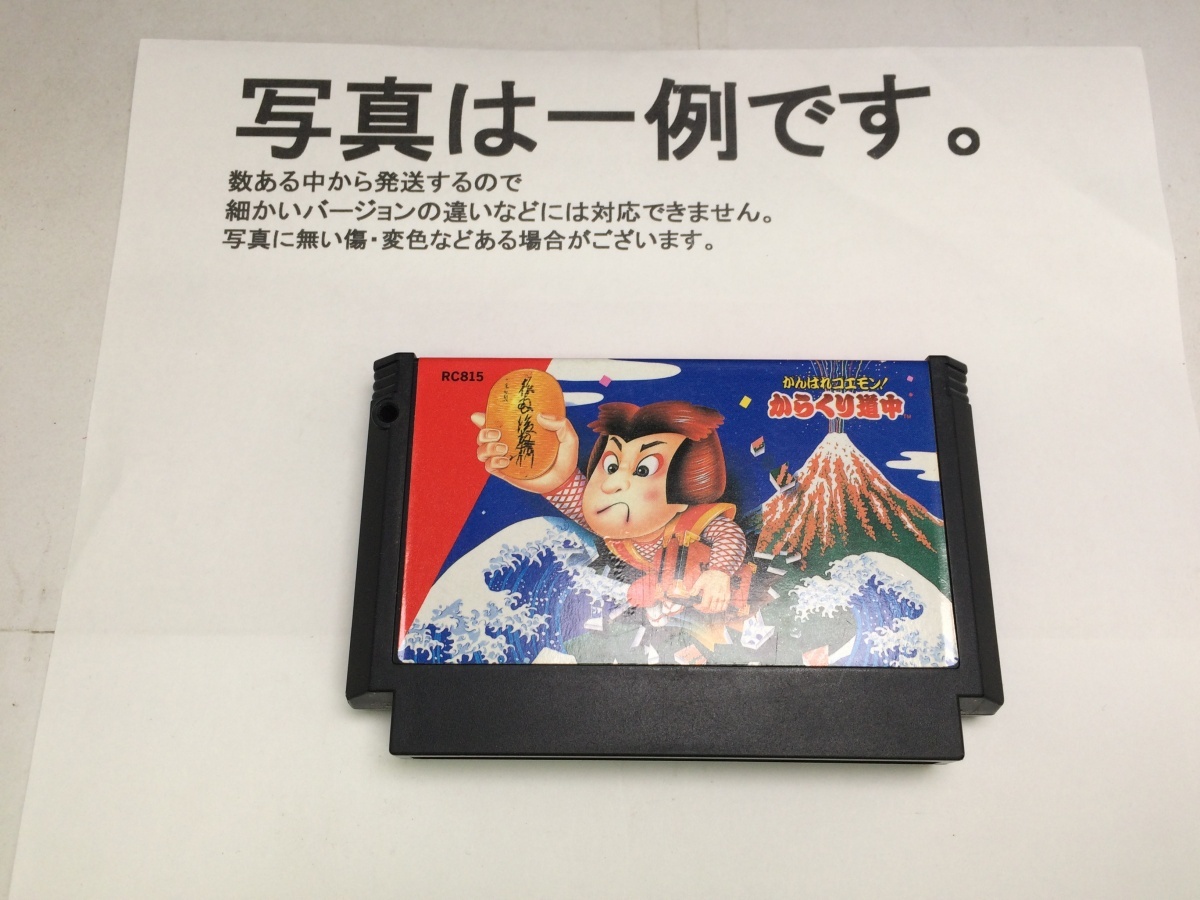 写真は一例です。
数ある中から発送するので
細かいバージョンの違いなどには対応できません。
写真に無い傷・変色などある場合がございます。
RC815
がんばれゴエモン!
からくり道中
TM